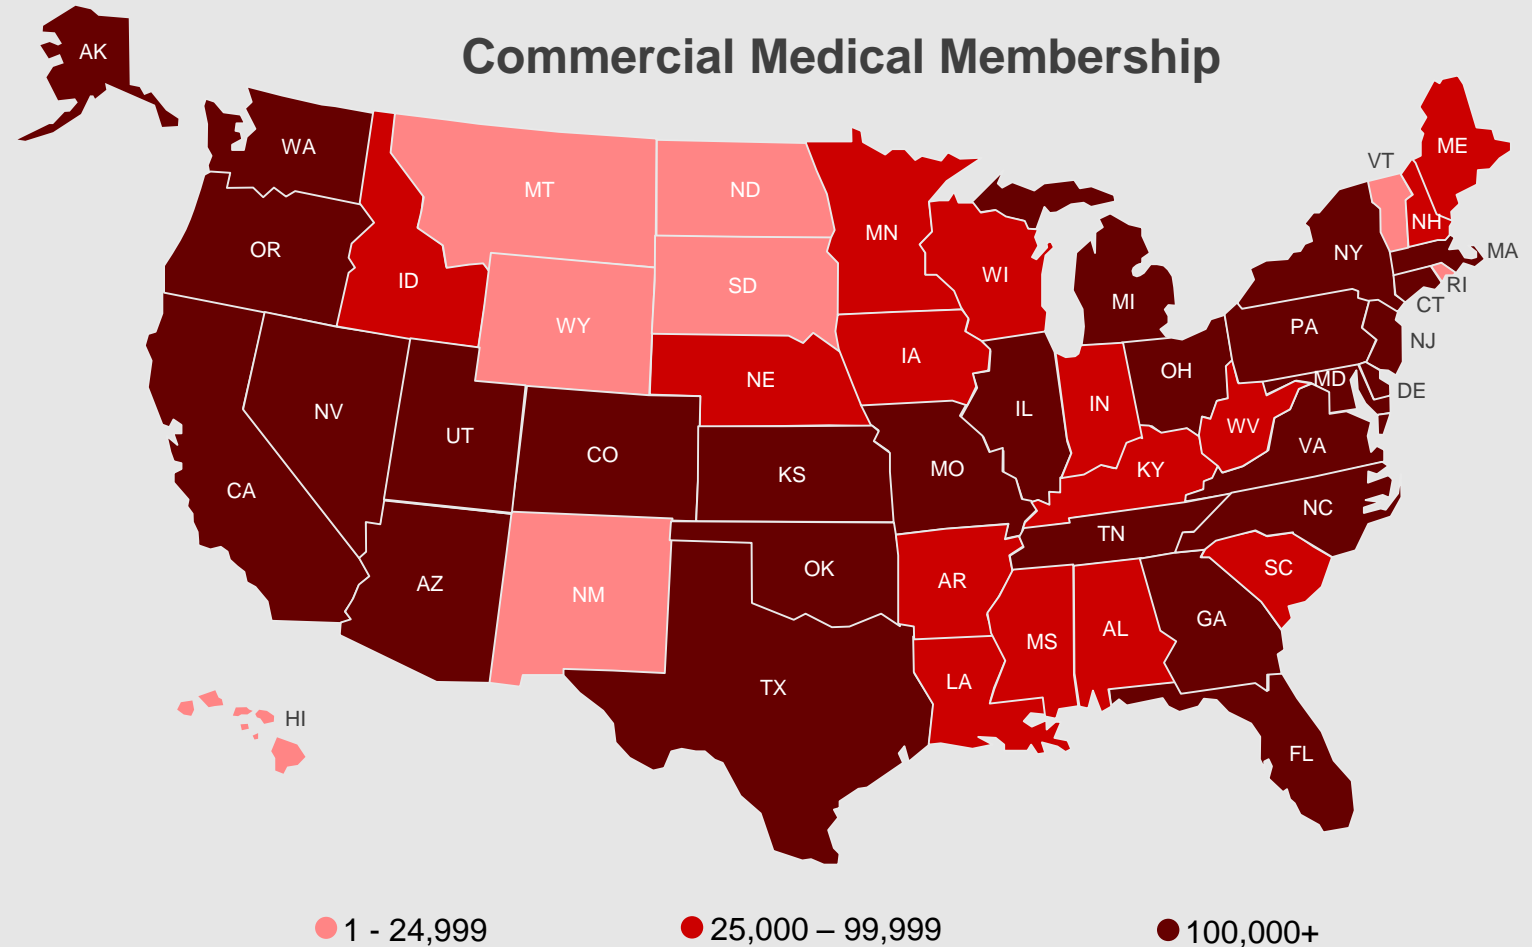 Commercial Medical Membership
AK
WA
MT
ND
MN
VT
ME
NH
OR
ID
SD
WI
NY
MA
MI
RI
WY
CT
PA
NJ
IA
NE
OH
MD
DE
NV
UT
IL
IN
WV
CO
VA
CA
KS
MO
KY
NC
TN
AZ
NM
OK
AR
SC
GA
MS
AL
TX
LA
HI
FL
1 - 24,999
25,000 – 99,999
100,000+